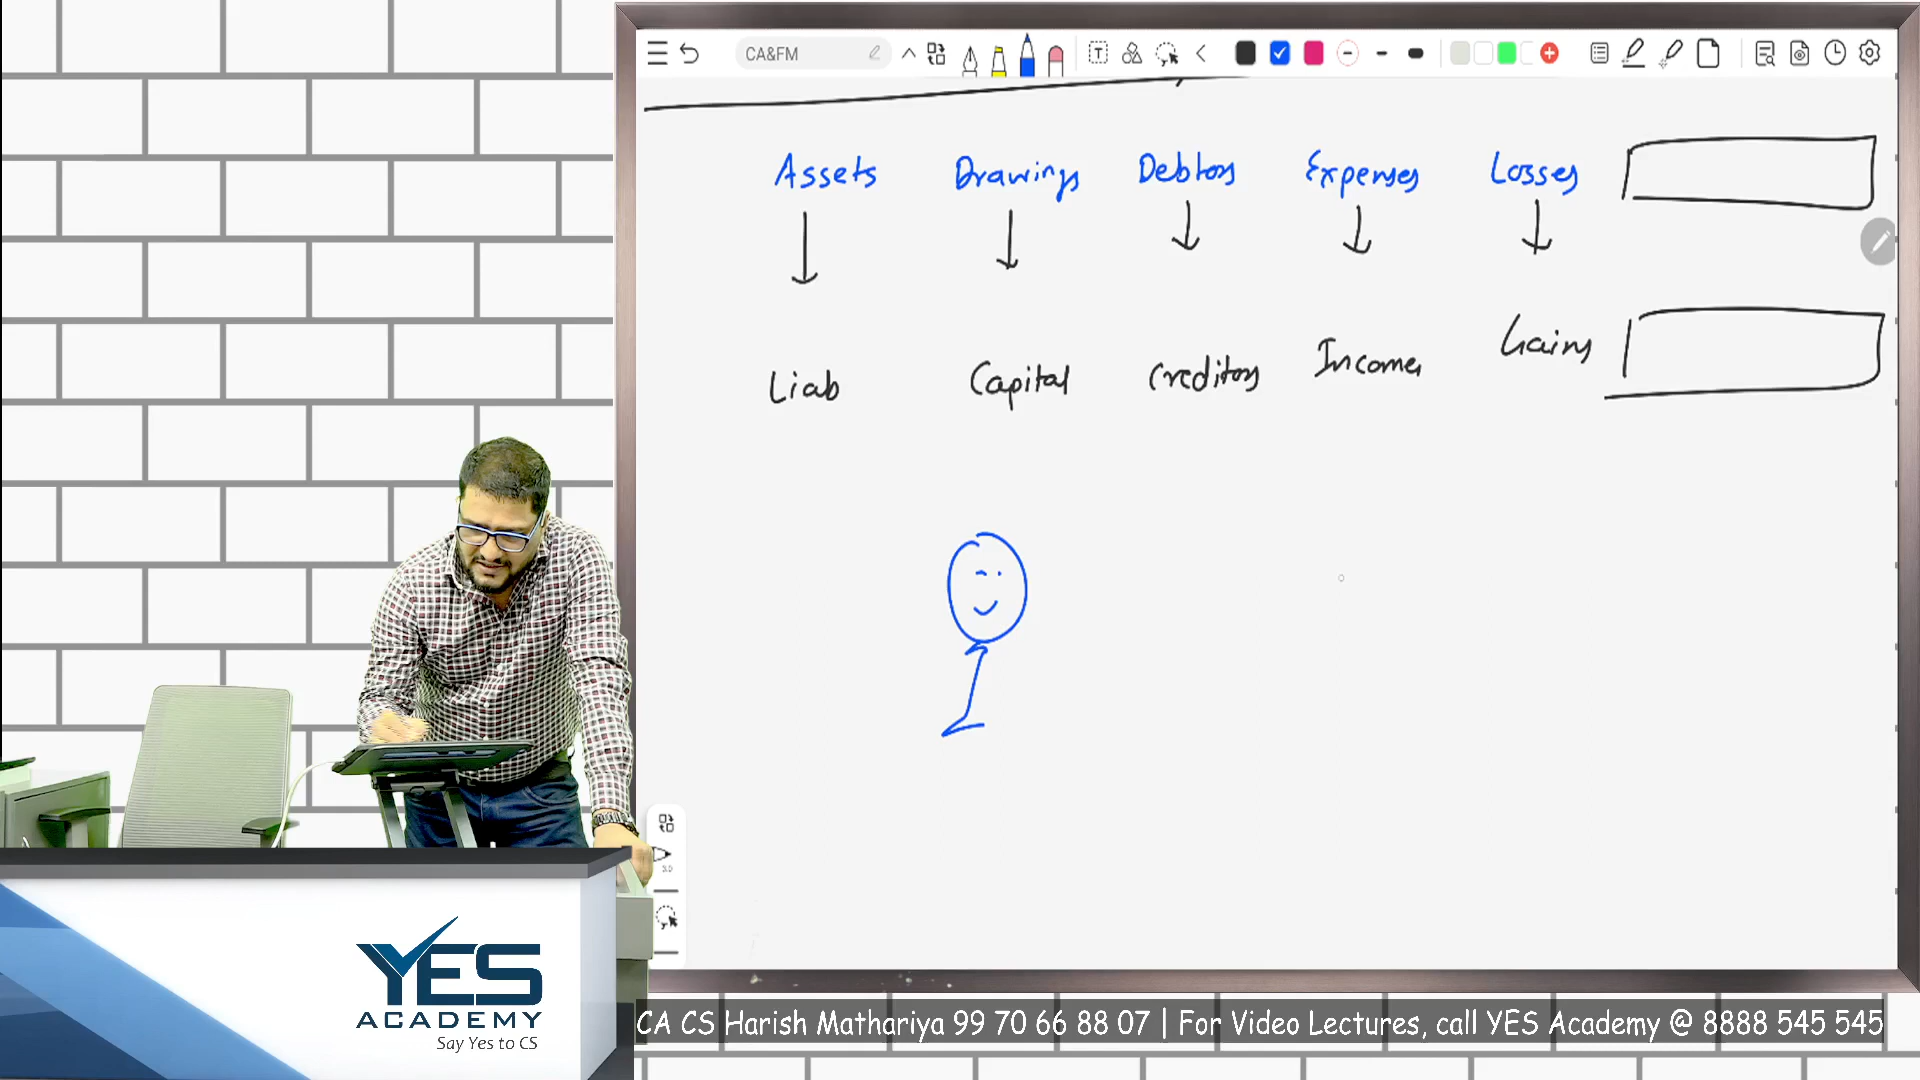 CA&FM
Assets Drawings Debtors Expenses Losses
Liab Capital Creditors Incomes Gains
YES
ACADEMY
Say Yes to CS
CA CS Harish Mathariya 99 70 66 88 07 | For Video Lectures, call YES Academy @ 8888 545 545